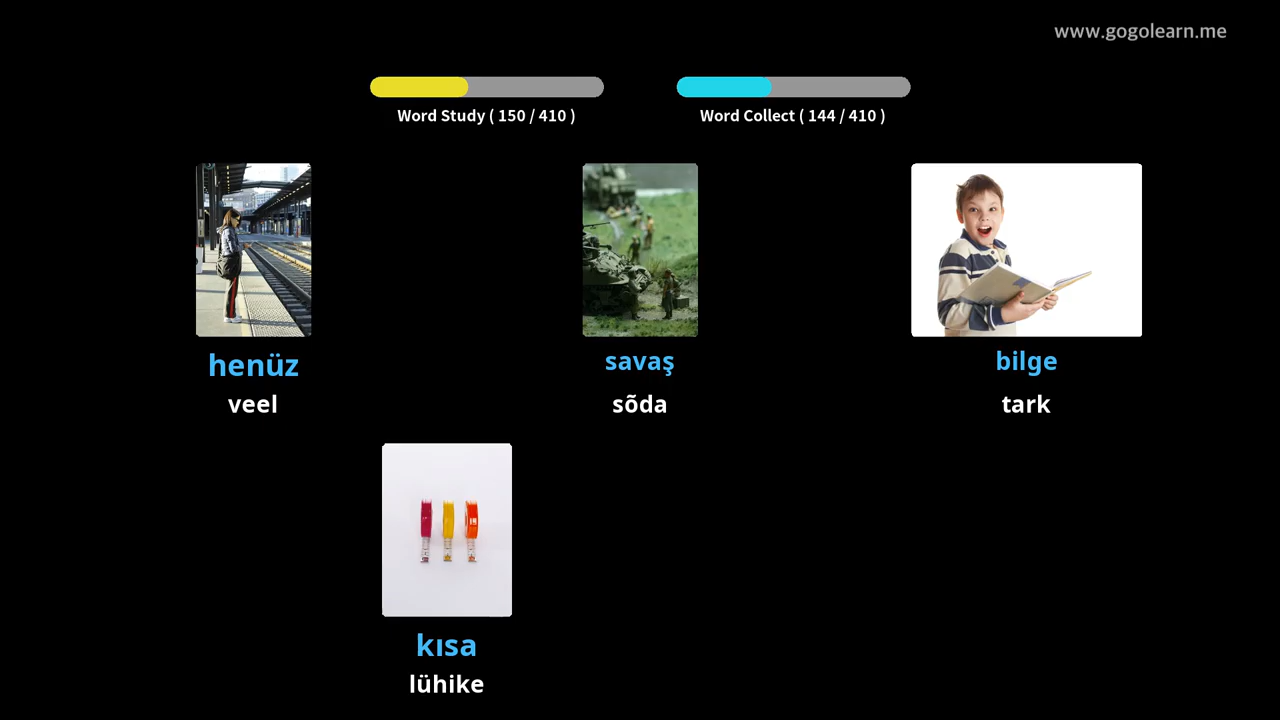 www.gogolearn.me
Word Study ( 150 / 410 )
Word Collect ( 144 / 410 )
henüz
veel
savaş
sõda
bilge
tark
kısa
lühike